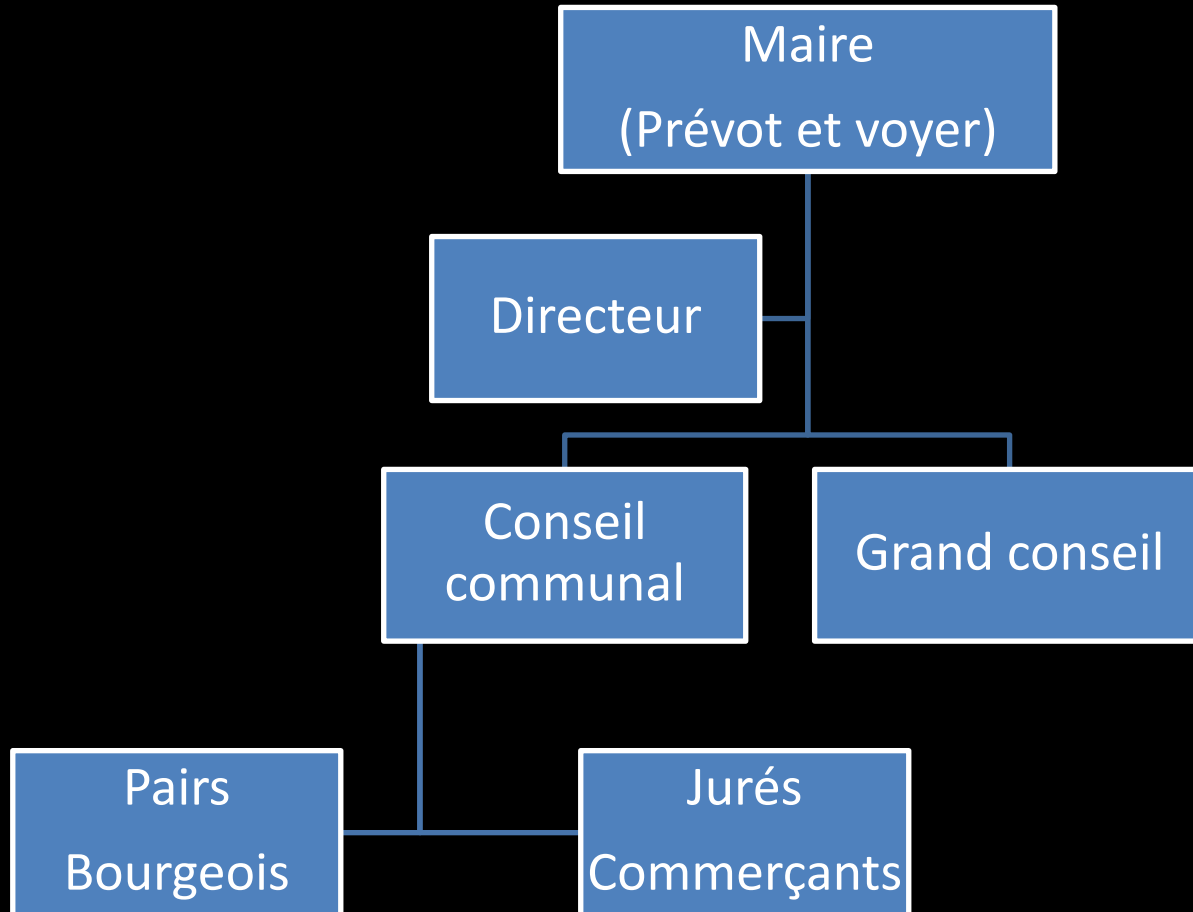 Maire
(Prévot et voyer)
Directeur
Conseil
communal
Grand conseil
Pairs
Bourgeois
Jurés
Commerçants